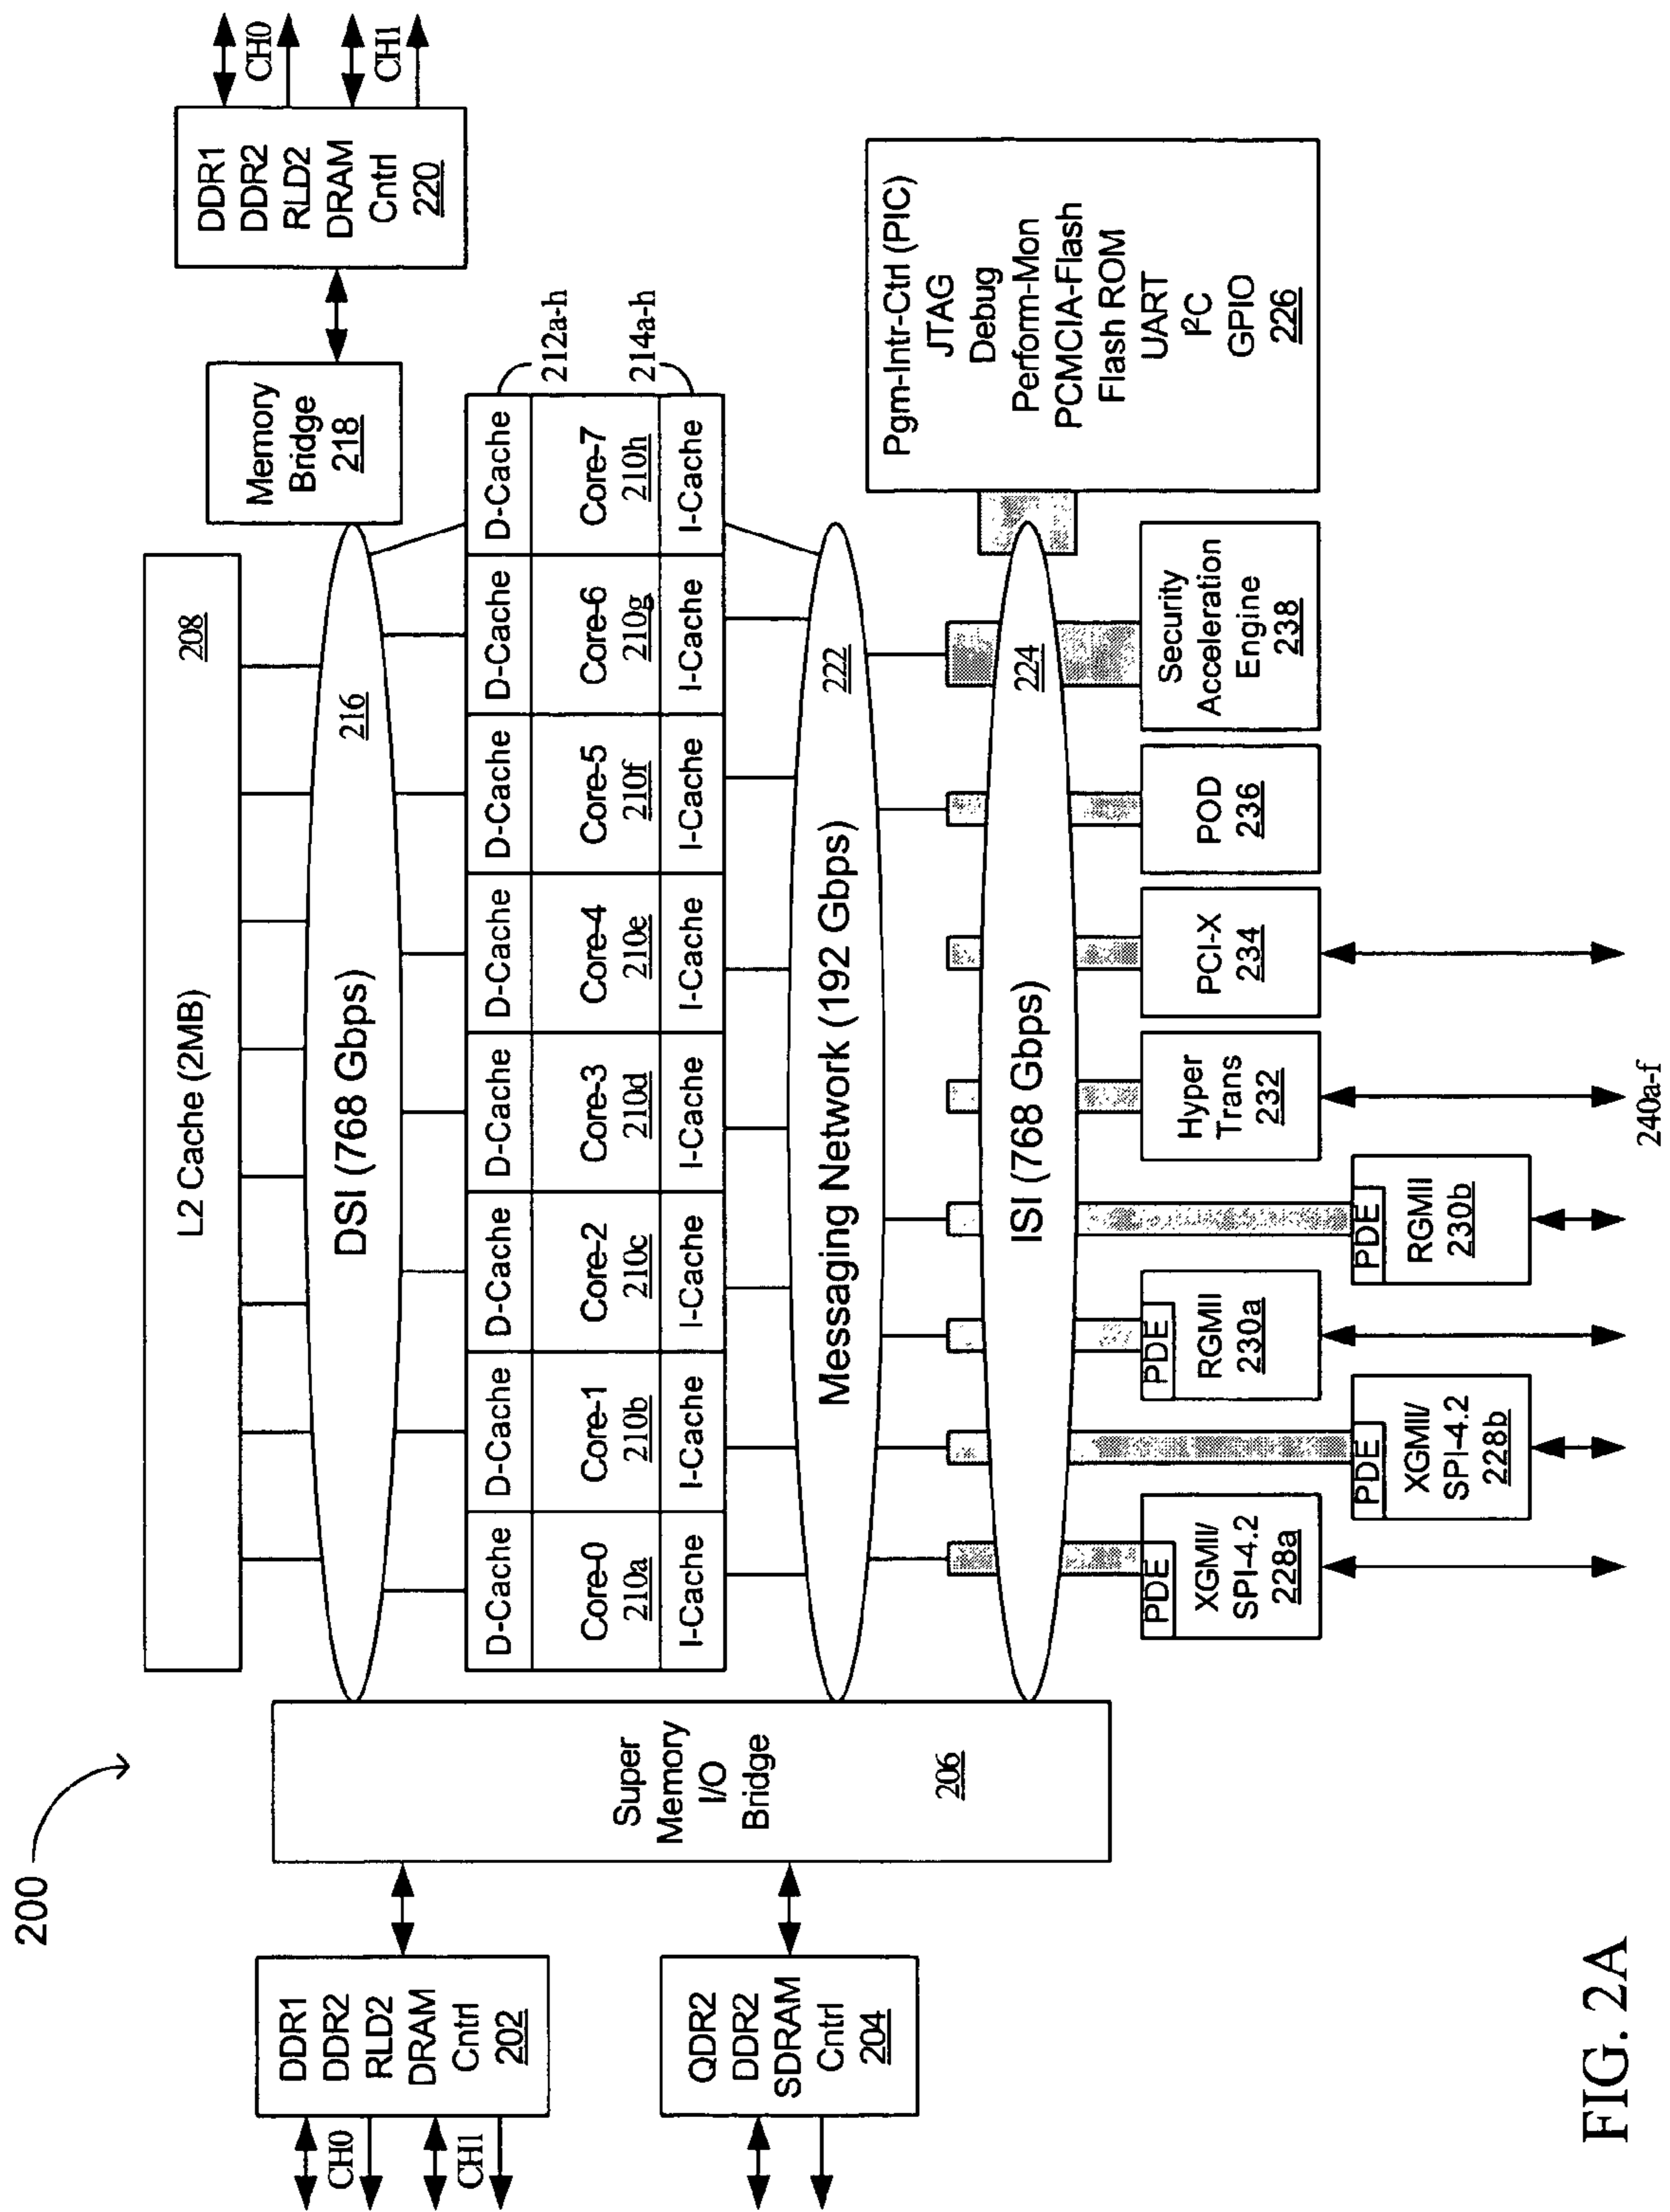 200
L2 Cache (2MB)
208
DDR1
DDR2
RLD2
DRAM
Cntrl
202
CH0
CH1
QDR2
DDR2
SDRAM
Cntrl
204
Super
Memory
I/O
Bridge
206
DSI (768 Gbps)
216
Memory
Bridge
218
DDR1
DDR2
RLD2
DRAM
Cntrl
220
CH0
CH1
D-Cache D-Cache D-Cache D-Cache D-Cache D-Cache D-Cache D-Cache
212a-h
Core-0 Core-1 Core-2 Core-3 Core-4 Core-5 Core-6 Core-7
210a 210b 210c 210d 210e 210f 210g 210h
I-Cache I-Cache I-Cache I-Cache I-Cache I-Cache I-Cache I-Cache
214a-h
Messaging Network (192 Gbps)
222
ISI (768 Gbps)
224
Pgm-Intr-Ctrl (PIC)
JTAG
Debug
Perform-Mon
PCMCIA-Flash
Flash ROM
UART
I²C
GPIO
226
PDE
XGMII/
SPI-4.2
228a
PDE
XGMII/
SPI-4.2
228b
PDE
RGMII
230a
PDE
RGMII
230b
Hyper
Trans
232
PCI-X
234
POD
236
Security
Acceleration
Engine
238
240a-f
FIG. 2A